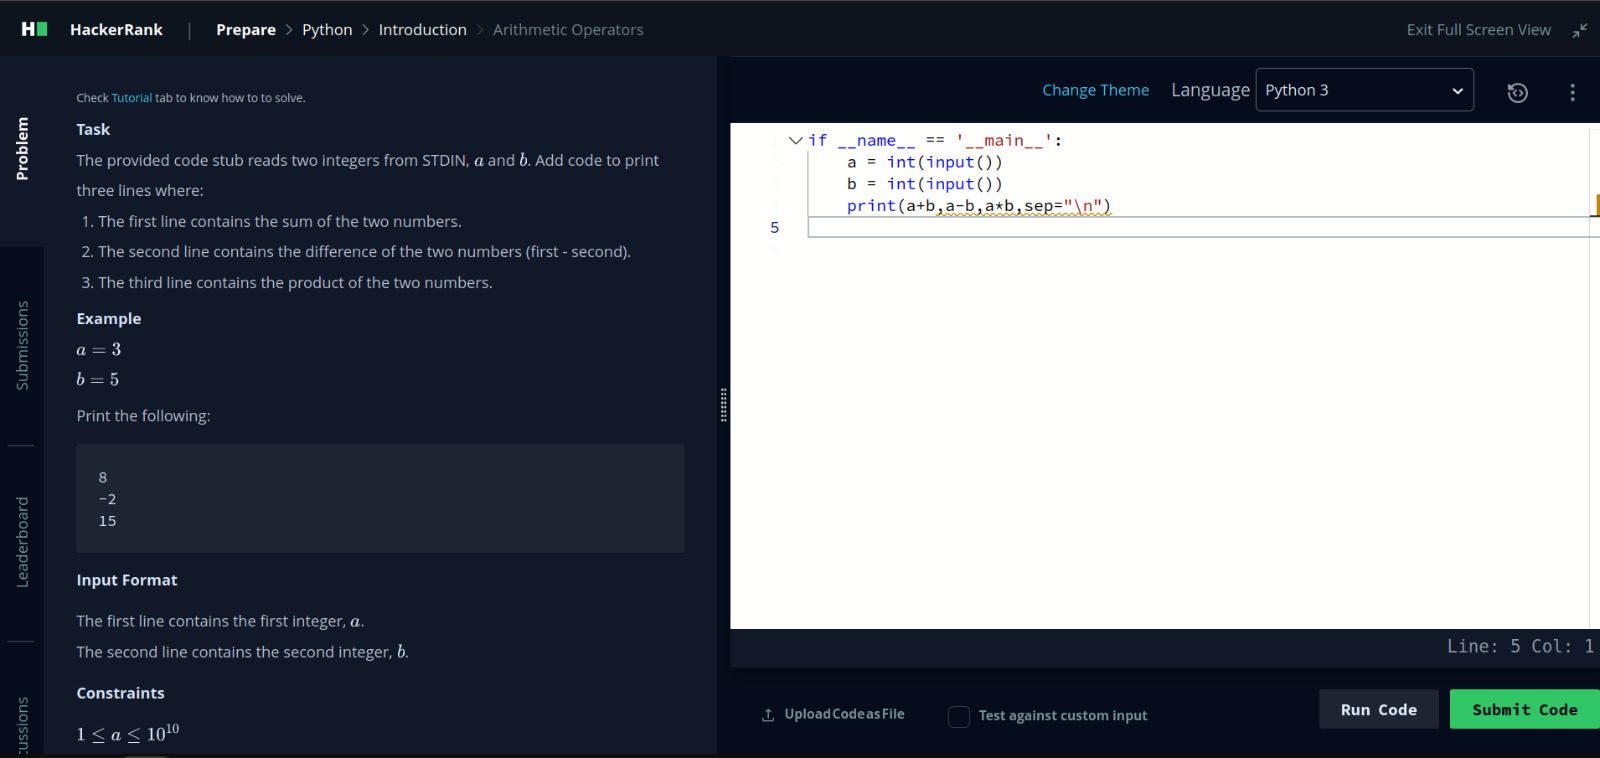 HackerRank | Prepare > Python > Introduction > Arithmetic Operators
Exit Full Screen View
Problem
Submissions
Leaderboard
cussions
Check Tutorial tab to know how to to solve.
Task
The provided code stub reads two integers from STDIN, a and b. Add code to print
three lines where:
1. The first line contains the sum of the two numbers.
2. The second line contains the difference of the two numbers (first - second).
3. The third line contains the product of the two numbers.
Example
a = 3
b = 5
Print the following:
8
-2
15
Input Format
The first line contains the first integer, a.
The second line contains the second integer, b.
Constraints
1 ≤ a ≤ 10^10
Change Theme Language Python 3
if __name__ == '__main__':
    a = int(input())
    b = int(input())
    print(a+b,a-b,a*b,sep="\n")
5
Line: 5 Col: 1
Upload Code as File
Test against custom input
Run Code
Submit Code